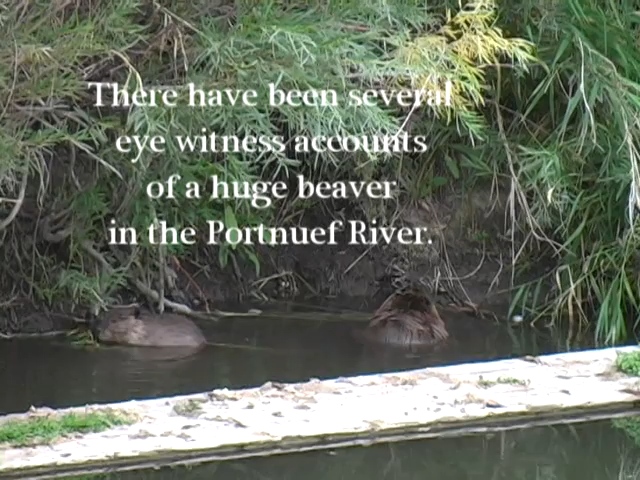 There have been several
eye witness accounts
of a huge beaver
in the Portnuef River.